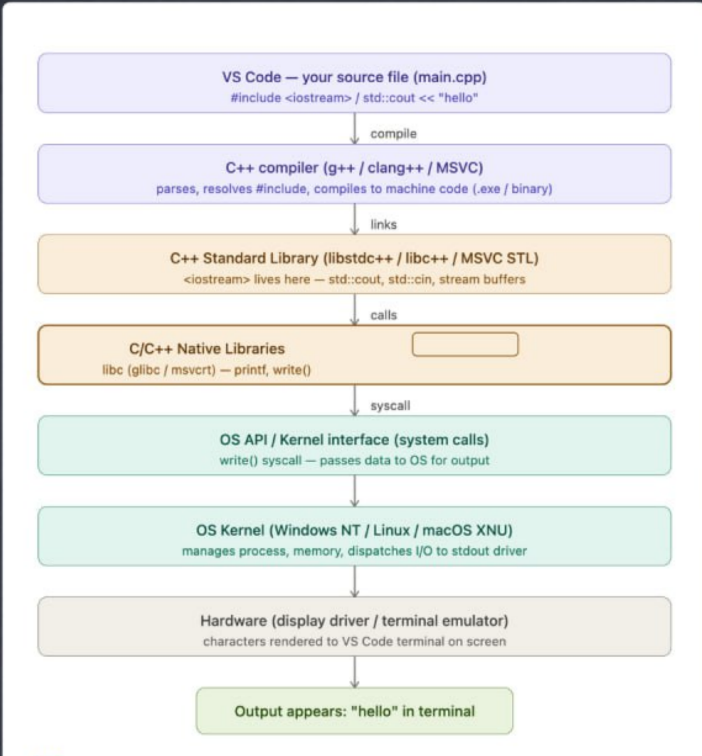 VS Code — your source file (main.cpp)
#include <iostream> / std::cout << "hello"
compile
C++ compiler (g++ / clang++ / MSVC)
parses, resolves #include, compiles to machine code (.exe / binary)
links
C++ Standard Library (libstdc++ / libc++ / MSVC STL)
<iostream> lives here — std::cout, std::cin, stream buffers
calls
C/C++ Native Libraries
libc (glibc / msvcrt) — printf, write()
syscall
OS API / Kernel interface (system calls)
write() syscall — passes data to OS for output
OS Kernel (Windows NT / Linux / macOS XNU)
manages process, memory, dispatches I/O to stdout driver
Hardware (display driver / terminal emulator)
characters rendered to VS Code terminal on screen
Output appears: "hello" in terminal